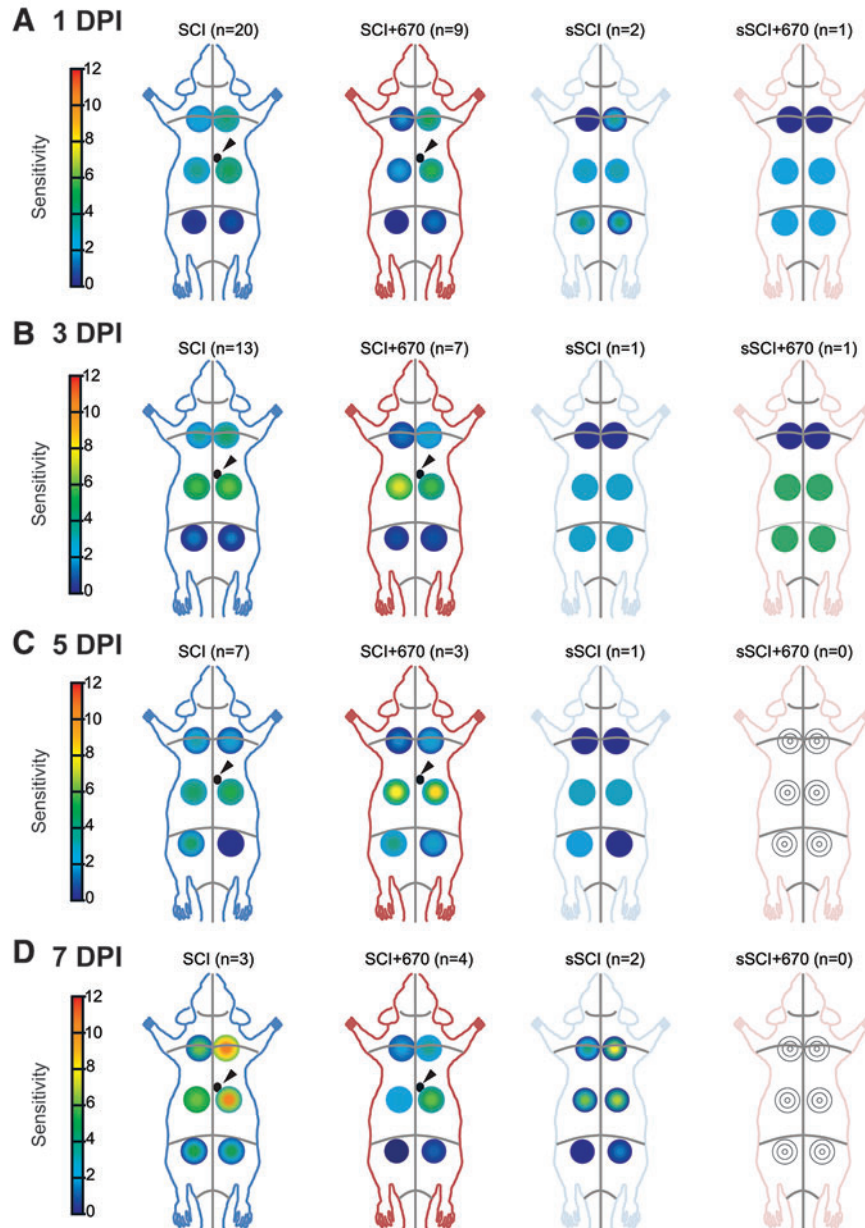 A 1 DPI
SCI (n=20) SCI+670 (n=9) sSCI (n=2) sSCI+670 (n=1)
Sensitivity
12
10
8
6
4
2
0
B 3 DPI
SCI (n=13) SCI+670 (n=7) sSCI (n=1) sSCI+670 (n=1)
Sensitivity
12
10
8
6
4
2
0
C 5 DPI
SCI (n=7) SCI+670 (n=3) sSCI (n=1) sSCI+670 (n=0)
Sensitivity
12
10
8
6
4
2
0
D 7 DPI
SCI (n=3) SCI+670 (n=4) sSCI (n=2) sSCI+670 (n=0)
Sensitivity
12
10
8
6
4
2
0